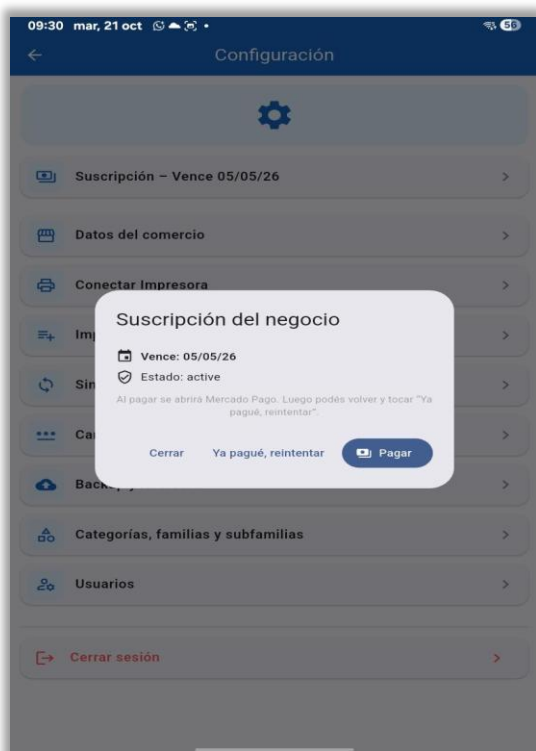 09:30 mar, 21 oct
56
Configuración
Suscripción – Vence 05/05/26
Datos del comercio
Conectar Impresora
Suscripción del negocio
Vence: 05/05/26
Estado: active
Al pagar se abrirá Mercado Pago. Luego podés volver y tocar "Ya
pagué, reintentar".
Cerrar
Ya pagué, reintentar
Pagar
Categorías, familias y subfamilias
Usuarios
Cerrar sesión